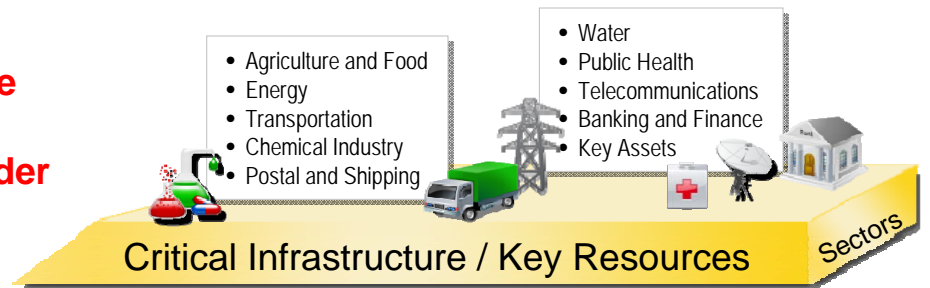 e
der
• Agriculture and Food
• Energy
• Transportation
• Chemical Industry
• Postal and Shipping
• Water
• Public Health
• Telecommunications
• Banking and Finance
• Key Assets
Bank
Critical Infrastructure / Key Resources
Sectors